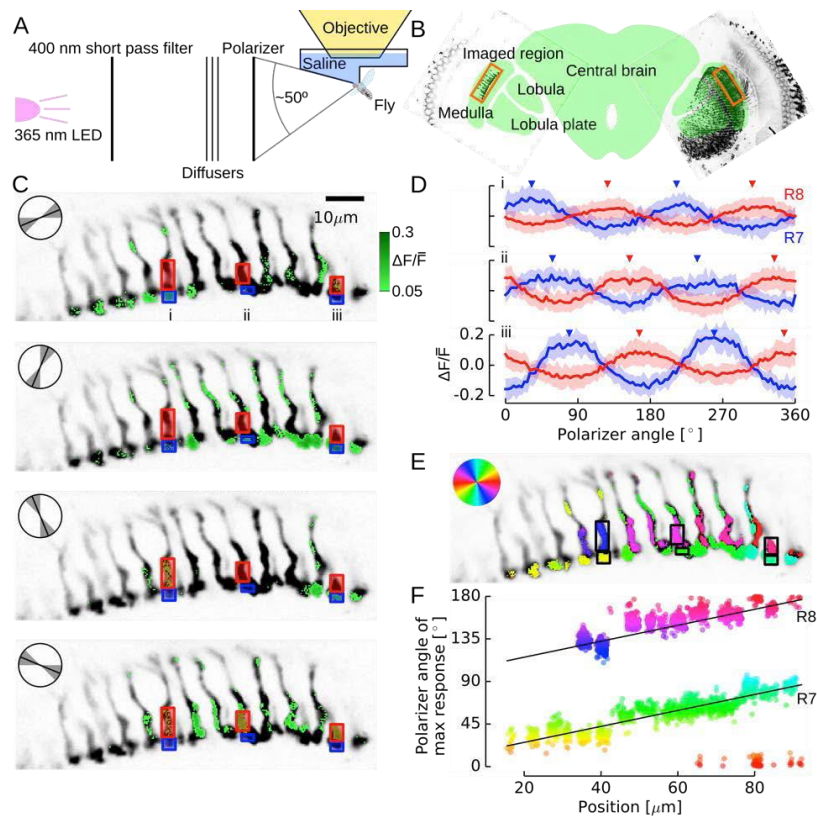 A
400 nm short pass filter
Polarizer
Objective
Saline
~50º
Fly
365 nm LED
Diffusers
B
Imaged region
Central brain
Lobula
Medulla
Lobula plate
C
10μm
0.3
ΔF/F̅
0.05
i
ii
iii
D
i
R8
R7
ii
iii
0.2
0.0
-0.2
ΔF/F̅
0
90
180
270
360
Polarizer angle [°]
E
F
180
135
90
45
0
Polarizer angle of
max response [°]
R8
R7
20
40
60
80
Position [μm]